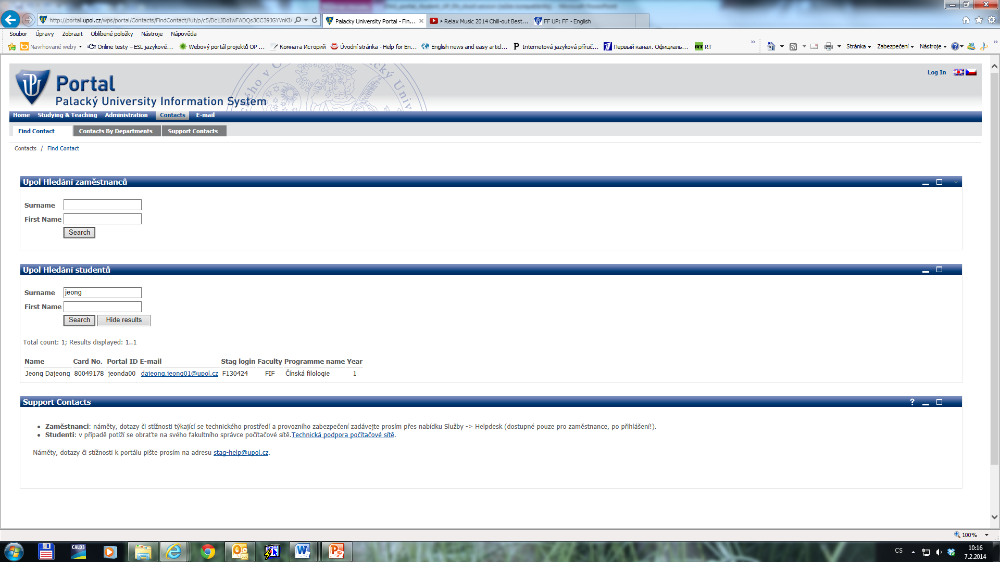 http://portal.upol.cz/wps/portal/Contacts/FindContact/!ut/p/c5/Dc1JDoIwFADQs3CC39JGYVnKI
Palacky University Portal - Fin...
Relax Music 2014 Chill-out Best...
FF UP: FF - English
Soubor Úpravy Zobrazit Oblíbené položky Nástroje Nápověda
Navrhované weby
Online testy – ESL jazykové...
Webový portál projektů OP ...
Комната Историй
Úvodní stránka - Help for En...
English news and easy articl...
Internetová jazyková příruč...
Первый канал. Официаль...
RT
Stránka Zabezpečení Nástroje
Log In
Portal
Palacký University Information System
Home Studying & Teaching Administration Contacts E-mail
Find Contact Contacts By Departments Support Contacts
Contacts / Find Contact
Upol Hledání zaměstnanců
Surname
First Name
Search
Upol Hledání studentů
Surname jeong
First Name
Search Hide results
Total count: 1; Results displayed: 1..1
Name Card No. Portal ID E-mail Stag login Faculty Programme name Year
Jeong Dajeong 80049178 jeonda00 dajeong.jeong01@upol.cz F130424 FIF Čínská filologie 1
Support Contacts
?
• Zaměstnanci: náměty, dotazy či stížnosti týkající se technického prostředí a provozního zabezpečení zadávejte prosím přes nabídku Služby -> Helpdesk (dostupné pouze pro zaměstnance, po přihlášení!).
• Studenti: v případě potíží se obraťte na svého fakultního správce počítačové sítě.Technická podpora počítačové sítě.
Náměty, dotazy či stížnosti k portálu pište prosím na adresu stag-help@upol.cz.
100%
CALD3
CS
10:16
7.2.2014